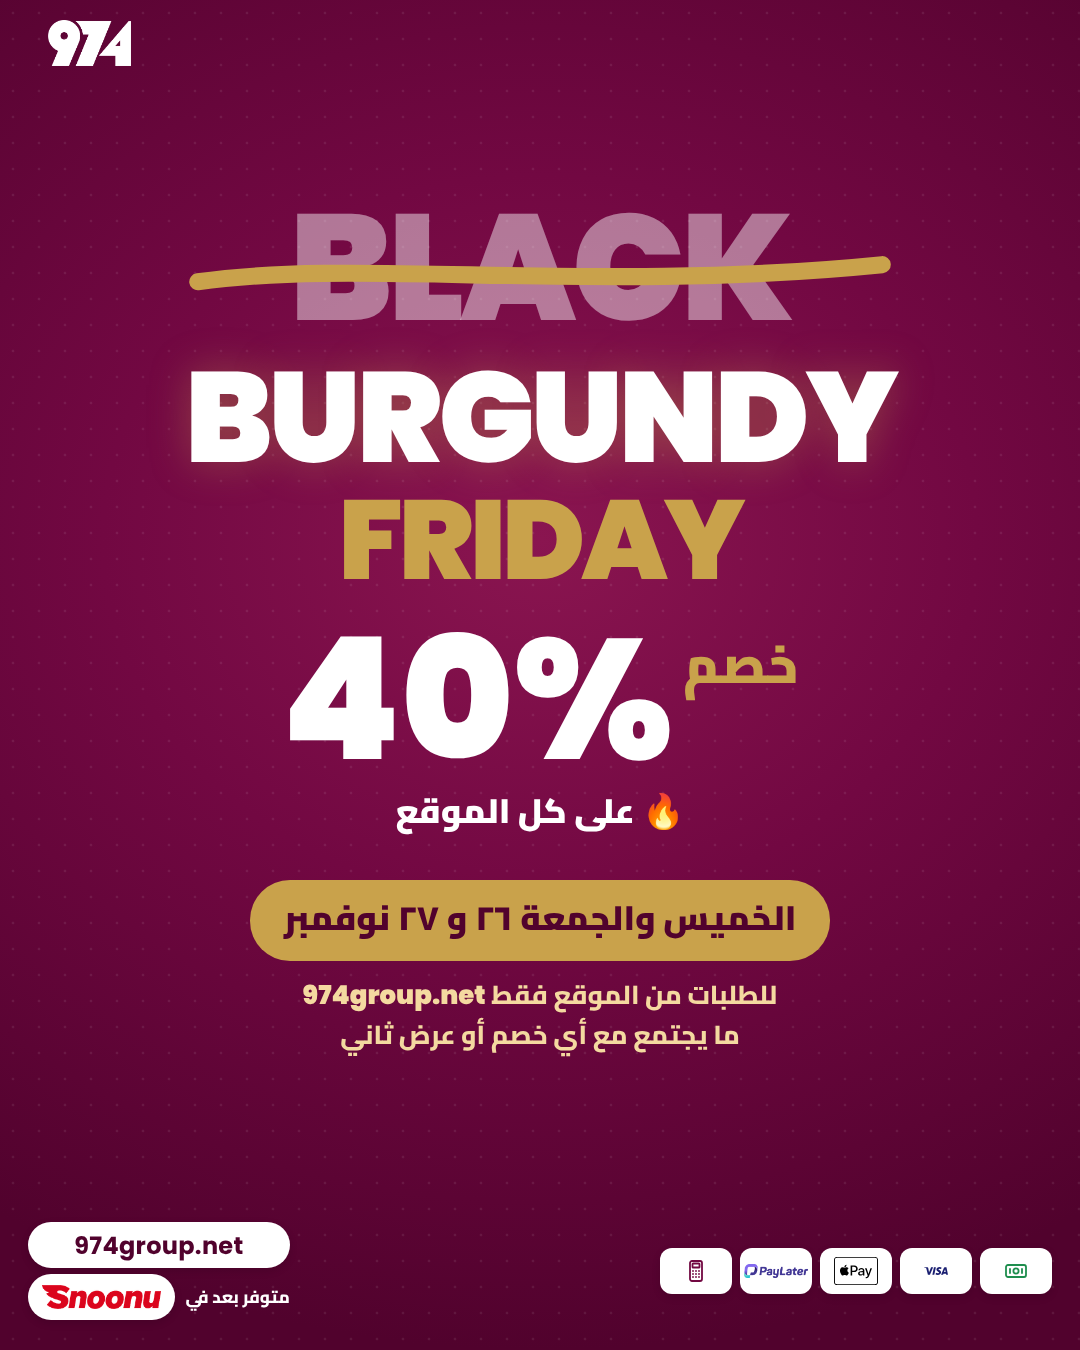 974
BLACK
BURGUNDY
FRIDAY
خصم 40%
🔥 على كل الموقع
الخميس والجمعة ٢٦ و ٢٧ نوفمبر
للطلبات من الموقع فقط 974group.net
ما يجتمع مع أي خصم أو عرض ثاني
974group.net
متوفر بعد في Snoonu
PayLater
Pay
VISA